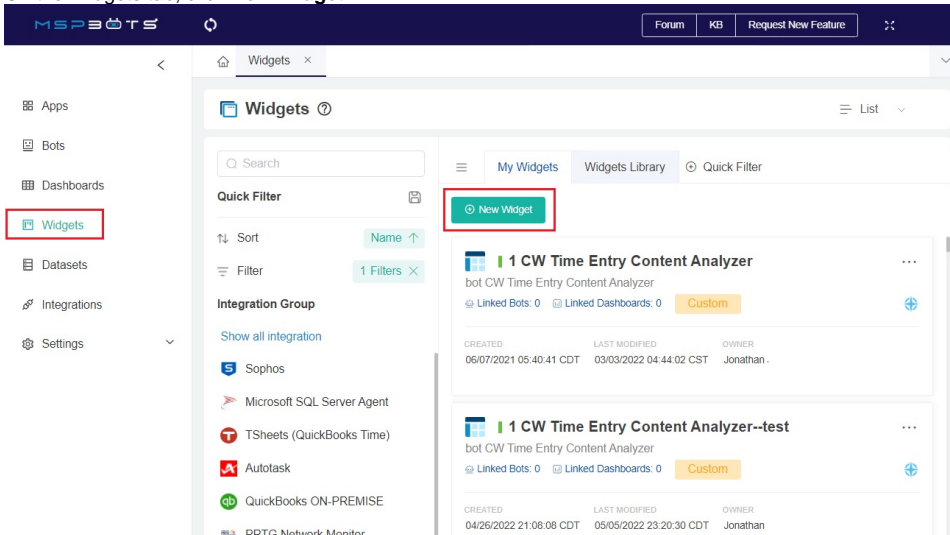 MSPBOTS
Forum KB Request New Feature
Widgets ×
Apps
Bots
Dashboards
Widgets
Datasets
Integrations
Settings
Widgets
List
Search
Quick Filter
Sort Name ↑
Filter 1 Filters ×
Integration Group
Show all integration
Sophos
Microsoft SQL Server Agent
TSheets (QuickBooks Time)
Autotask
QuickBooks ON-PREMISE
PRTG Network Monitor
My Widgets Widgets Library Quick Filter
New Widget
1 CW Time Entry Content Analyzer
bot CW Time Entry Content Analyzer
Linked Bots: 0 Linked Dashboards: 0 Custom
CREATED LAST MODIFIED OWNER
06/07/2021 05:40:41 CDT 03/03/2022 04:44:02 CST Jonathan
1 CW Time Entry Content Analyzer--test
bot CW Time Entry Content Analyzer
Linked Bots: 0 Linked Dashboards: 0 Custom
CREATED LAST MODIFIED OWNER
04/26/2022 21:08:08 CDT 05/05/2022 23:20:30 CDT Jonathan